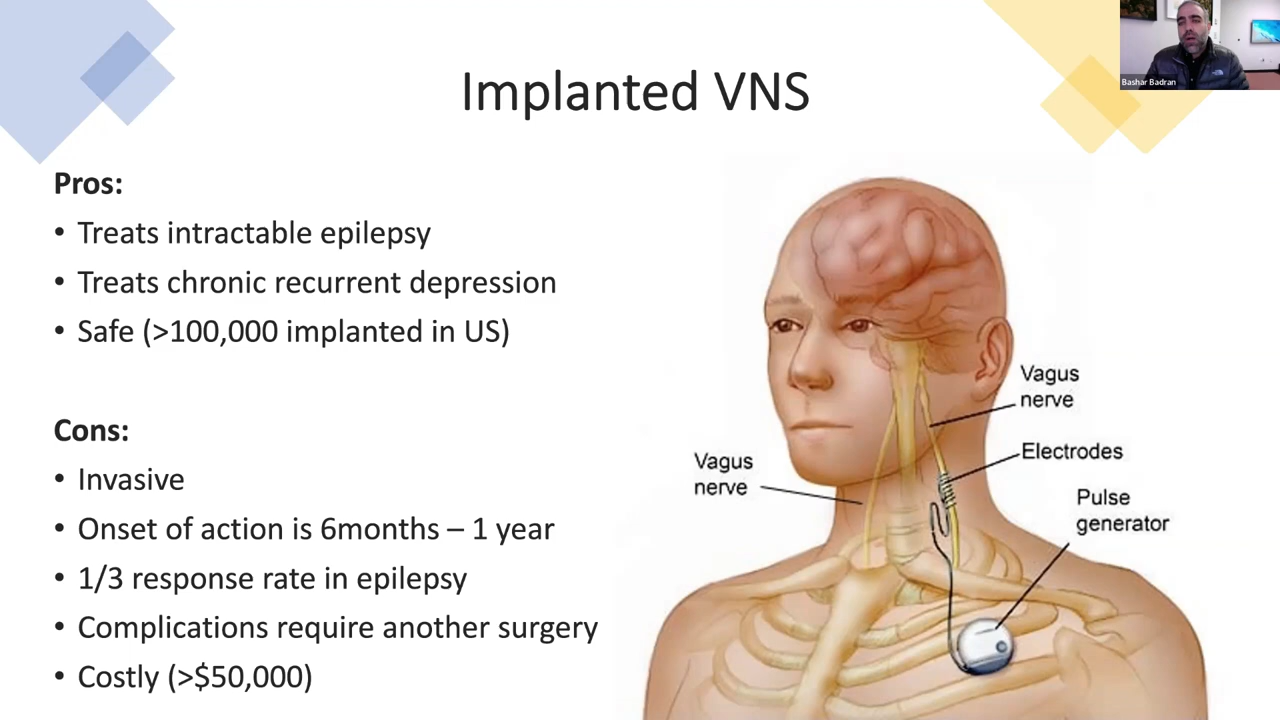 Bashar Badran
Implanted VNS
Pros:
• Treats intractable epilepsy
• Treats chronic recurrent depression
• Safe (>100,000 implanted in US)
Cons:
• Invasive
• Onset of action is 6months – 1 year
• 1/3 response rate in epilepsy
• Complications require another surgery
• Costly (>$50,000)
Vagus
nerve
Electrodes
Vagus
nerve
Pulse
generator